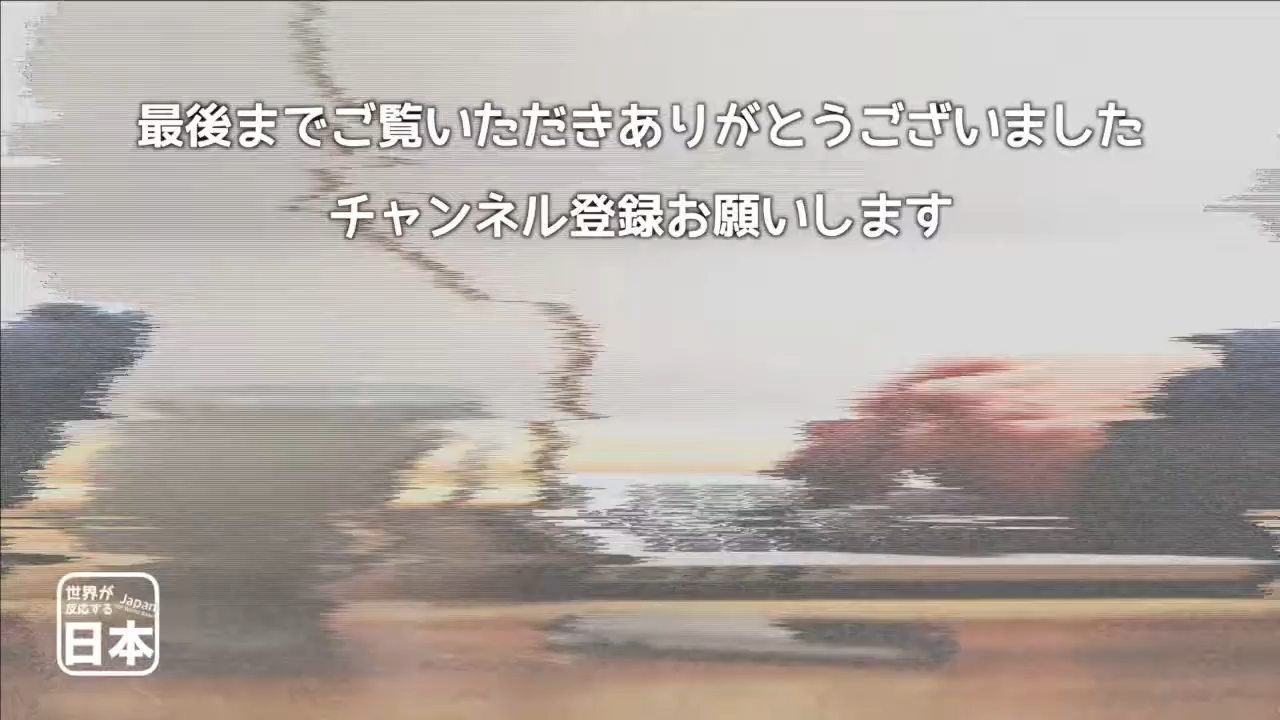 最後までご覧いただきありがとうございました
チャンネル登録お願いします
世界が
反応する
Japan
日本